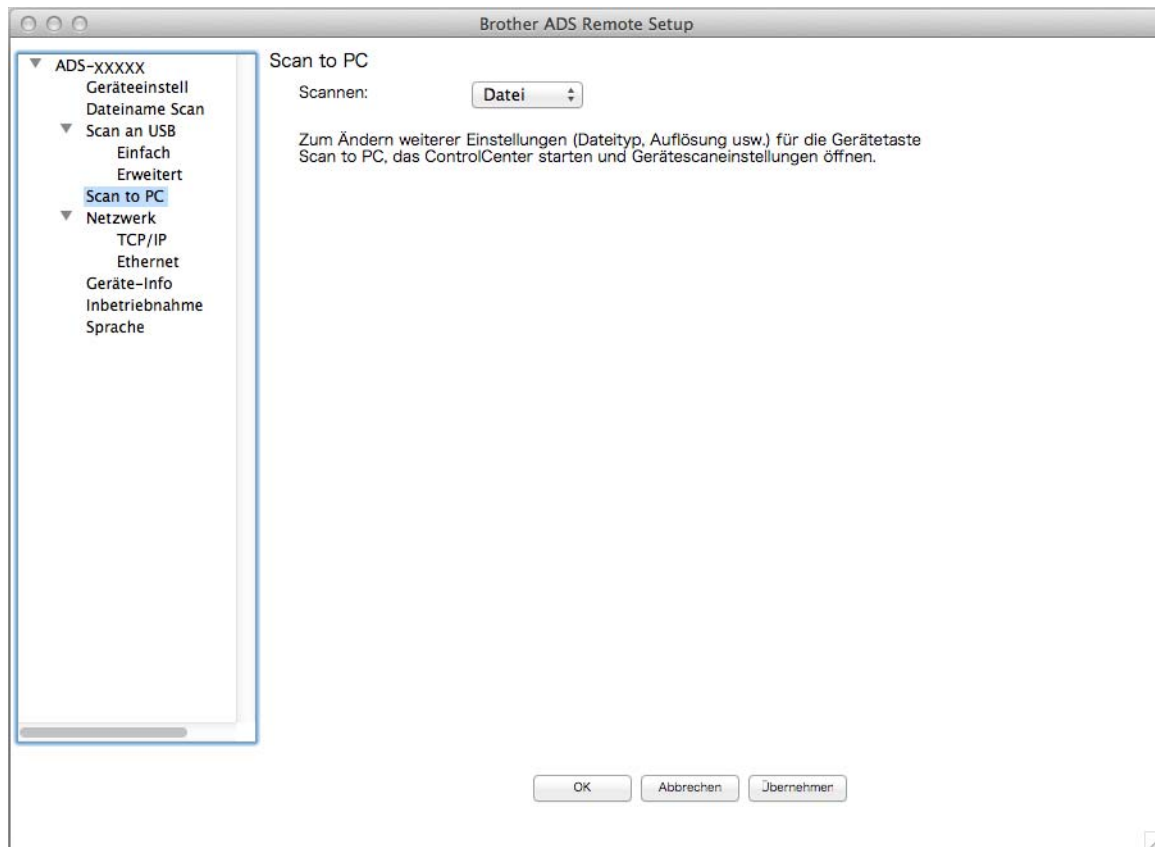 Brother ADS Remote Setup
ADS-XXXXX
Geräteeinstell
Dateiname Scan
Scan an USB
Einfach
Erweitert
Scan to PC
Netzwerk
TCP/IP
Ethernet
Geräte-Info
Inbetriebnahme
Sprache
Scan to PC
Scannen:
Datei
Zum Ändern weiterer Einstellungen (Dateityp, Auflösung usw.) für die Gerätetaste
Scan to PC, das ControlCenter starten und Gerätescaneinstellungen öffnen.
OK
Abbrechen
Übernehmen